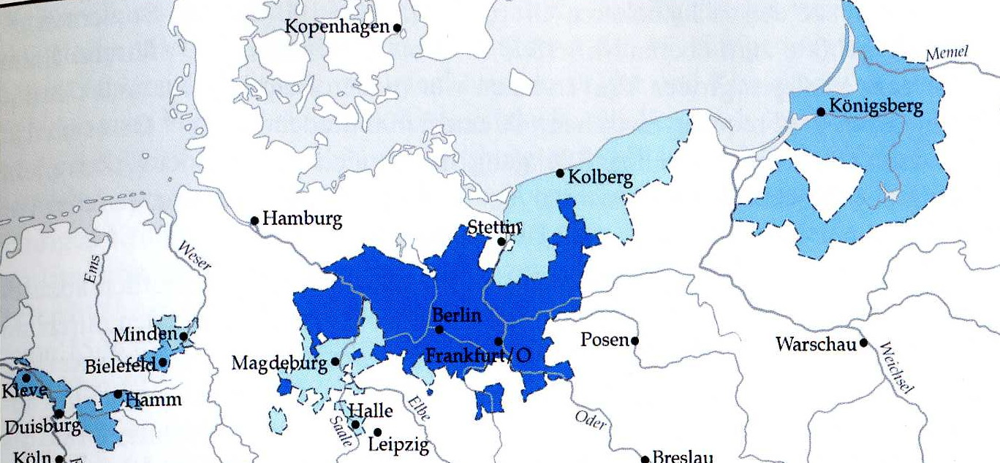 Kopenhagen
Memel
Königsberg
Kolberg
Hamburg
Stettin
Weser
Ems
Berlin
Minden
Posen
Warschau
Weichsel
Bielefeld
Magdeburg
Frankfurt/O
Kleve
Hamm
Halle
Elbe
Oder
Duisburg
Saale
Leipzig
Köln
Breslau